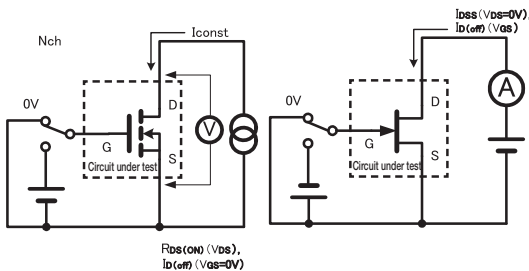 Nch
Iconst
0V
D
G
S
V
Circuit under test
RDS(ON) (VDS),
ID(off) (VGS=0V)
IDSS (VDS=0V),
ID(off) (VGS)
0V
D
G
S
A
Circuit under test